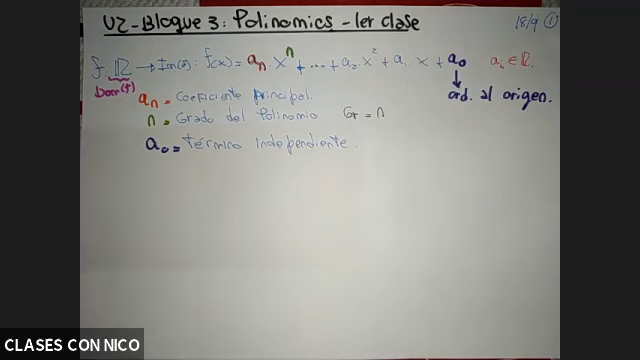 U2-Bloque 3: Polinomics - 1er clase
18/9 ①
f: ℝ → Im(f): f(x) = aₙ xⁿ + ... + a₂ . x² + a₁ . x + a₀ aᵢ ∈ ℝ.
Dom(f)
ord. al origen.
aₙ = Coeficiente principal.
n = Grado del Polinomio Gr = n
a₀ = término independiente.
CLASES CON NICO